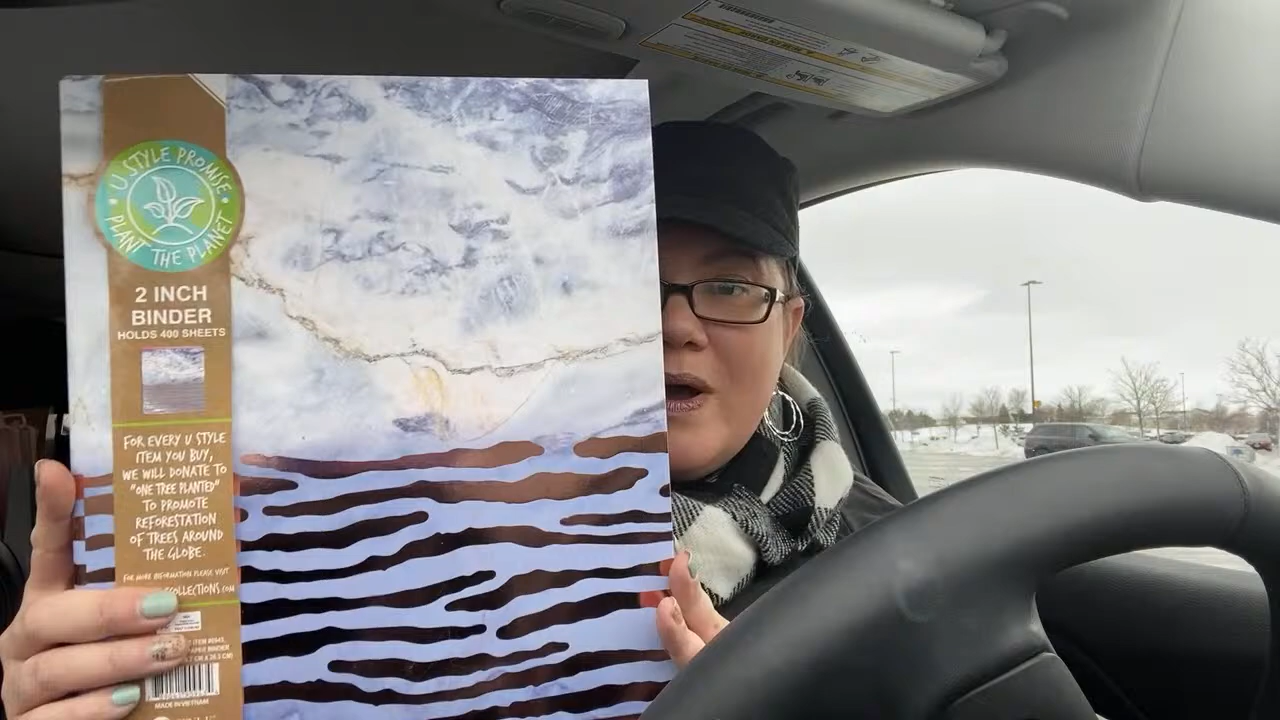 U STYLE PROMISE
PLANT THE PLANET
2 INCH
BINDER
HOLDS 400 SHEETS
FOR EVERY U STYLE
ITEM YOU BUY,
WE WILL DONATE TO
"ONE TREE PLANTED"
TO PROMOTE
REFORESTATION
OF TREES AROUND
THE GLOBE.
FOR MORE INFORMATION PLEASE VISIT
COLLECTIONS.COM
MADE IN VIETNAM